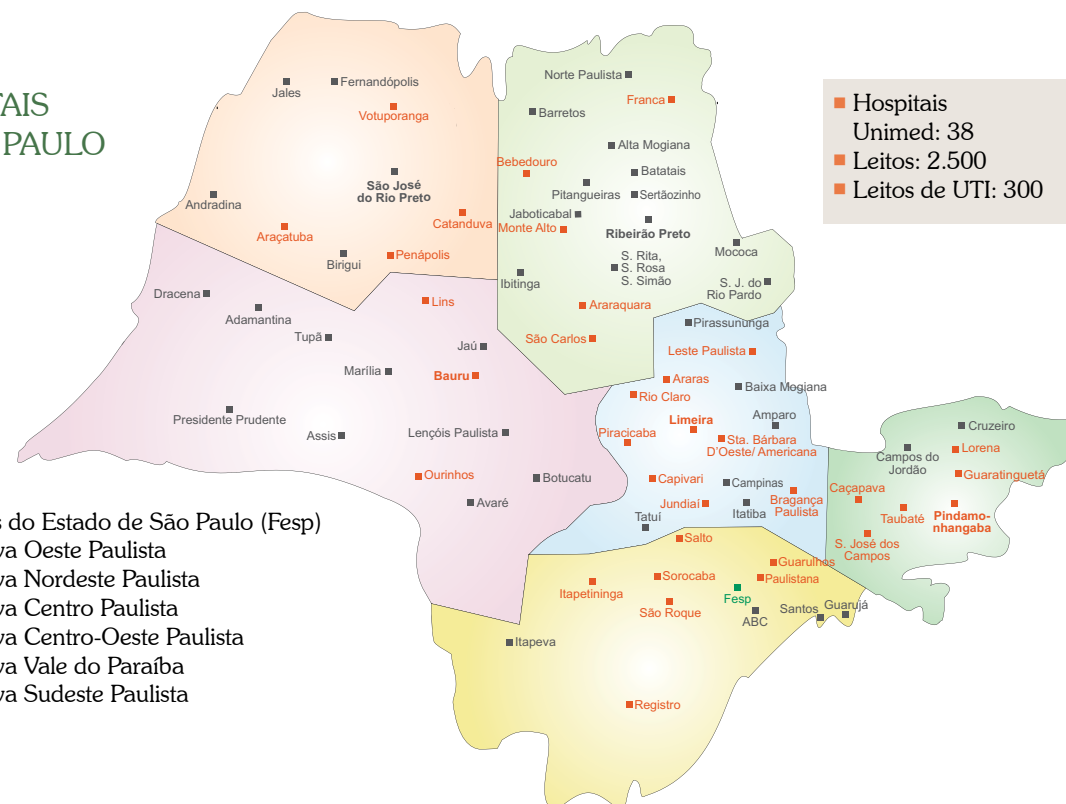 TAIS
PAULO
Hospitais
Unimed: 38
Leitos: 2.500
Leitos de UTI: 300
Jales
Fernandópolis
Votuporanga
São José
do Rio Preto
Andradina
Araçatuba
Catanduva
Birigui
Penápolis
Norte Paulista
Franca
Barretos
Alta Mogiana
Bebedouro
Batatais
Pitangueiras
Sertãozinho
Jaboticabal
Monte Alto
Ribeirão Preto
Mococa
S. Rita,
S. Rosa
S. Simão
Ibitinga
S. J. do
Rio Pardo
Araraquara
São Carlos
Dracena
Adamantina
Lins
Tupã
Jaú
Marília
Bauru
Presidente Prudente
Assis
Lençóis Paulista
Ourinhos
Botucatu
Avaré
Pirassununga
Leste Paulista
Araras
Baixa Mogiana
Rio Claro
Limeira
Amparo
Piracicaba
Sta. Bárbara
D'Oeste/ Americana
Capivari
Campinas
Bragança
Paulista
Jundiaí
Itatiba
Tatuí
Cruzeiro
Campos do
Jordão
Lorena
Guaratinguetá
Caçapava
Taubaté
Pindamo-
nhangaba
S. José dos
Campos
Salto
Guarulhos
Sorocaba
Paulistana
Itapetininga
São Roque
Fesp
ABC
Santos
Guarujá
Itapeva
Registro
s do Estado de São Paulo (Fesp)
va Oeste Paulista
va Nordeste Paulista
va Centro Paulista
va Centro-Oeste Paulista
va Vale do Paraíba
va Sudeste Paulista